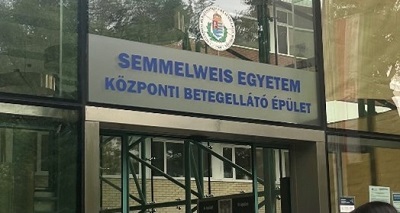 SEMMELWEIS EGYETEM
KÖZPONTI BETEGELLÁTÓ ÉPÜLET